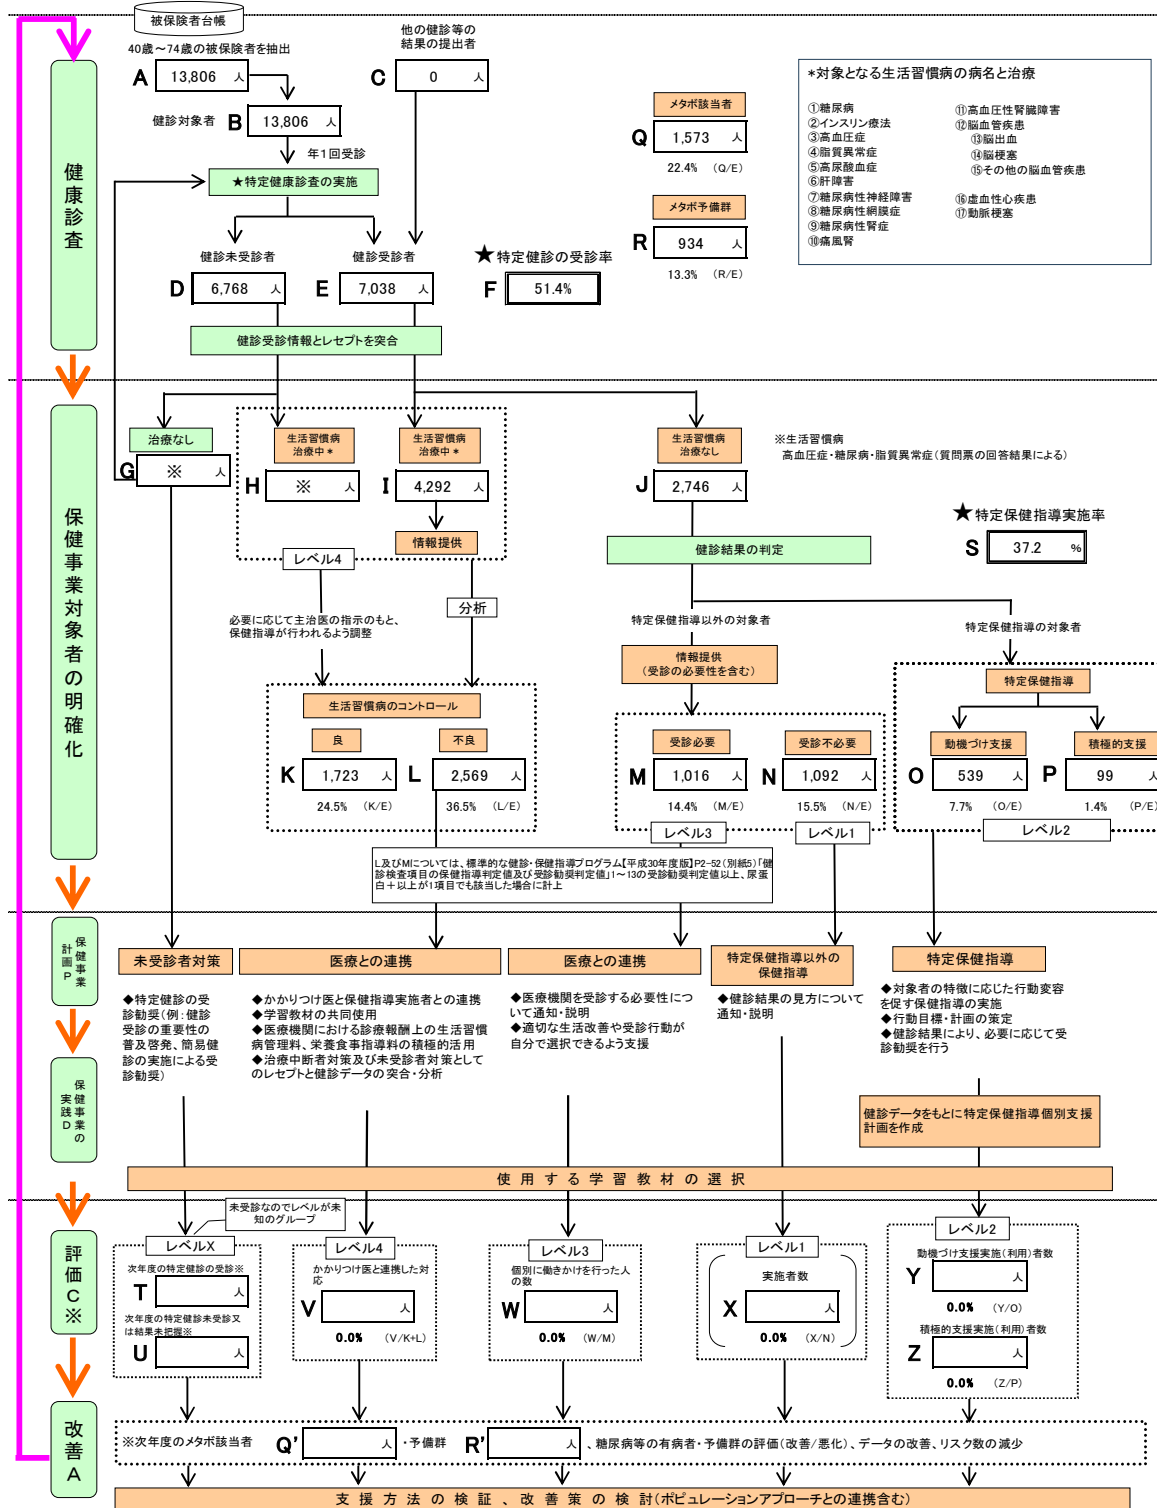 被保険者台帳
40歳～74歳の被保険者を抽出
他の健診等の
結果の提出者
A 13,806 人
C 0 人
健診対象者 B 13,806 人
年1回受診
★特定健康診査の実施
健診未受診者
健診受診者
★特定健診の受診率
D 6,768 人
E 7,038 人
F 51.4%
健診受診情報とレセプトを突合
メタボ該当者
Q 1,573 人
22.4% (Q/E)
メタボ予備群
R 934 人
13.3% (R/E)
*対象となる生活習慣病の病名と治療
①糖尿病
②インスリン療法
③高血圧症
④脂質異常症
⑤高尿酸血症
⑥肝障害
⑦糖尿病性神経障害
⑧糖尿病性網膜症
⑨糖尿病性腎症
⑩痛風腎
⑪高血圧性腎臓障害
⑫脳血管疾患
⑬脳出血
⑭脳梗塞
⑮その他の脳血管疾患
⑯虚血性心疾患
⑰動脈梗塞
健康診査
保健事業対象者の明確化
治療なし
G ※ 人
生活習慣病
治療中*
H ※ 人
生活習慣病
治療中*
I 4,292 人
情報提供
レベル4
生活習慣病
治療なし
J 2,746 人
※生活習慣病
高血圧症・糖尿病・脂質異常症(質問票の回答結果による)
★特定保健指導実施率
S 37.2 %
健診結果の判定
必要に応じて主治医の指示のもと、
保健指導が行われるよう調整
分析
特定保健指導以外の対象者
特定保健指導の対象者
情報提供
(受診の必要性を含む)
特定保健指導
生活習慣病のコントロール
良
不良
K 1,723 人
L 2,569 人
24.5% (K/E)
36.5% (L/E)
受診必要
受診不必要
M 1,016 人
N 1,092 人
14.4% (M/E)
15.5% (N/E)
レベル3
レベル1
動機づけ支援
積極的支援
O 539 人
P 99 人
7.7% (O/E)
1.4% (P/E)
レベル2
L及びMについては、標準的な健診・保健指導プログラム【平成30年度版】P2-52(別紙5)「健
診検査項目の保健指導判定値及び受診勧奨判定値」1～13の受診勧奨判定値以上、尿蛋
白＋以上が1項目でも該当した場合に計上
保健事業
計画P
未受診者対策
医療との連携
医療との連携
特定保健指導以外の
保健指導
特定保健指導
◆特定健診の受
診勧奨(例:健診
受診の重要性の
普及啓発、簡易健
診の実施による受
診勧奨)
◆かかりつけ医と保健指導実施者との連携
◆学習教材の共同使用
◆医療機関における診療報酬上の生活習慣
病管理料、栄養食事指導料の積極的活用
◆治療中断者対策及び未受診者対策として
のレセプトと健診データの突合・分析
◆医療機関を受診する必要性につ
いて通知・説明
◆適切な生活改善や受診行動が
自分で選択できるよう支援
◆健診結果の見方について
通知・説明
◆対象者の特徴に応じた行動変容
を促す保健指導の実施
◆行動目標・計画の策定
◆健診結果により、必要に応じて受
診勧奨を行う
保健事業の
実践D
健診データをもとに特定保健指導個別支援
計画を作成
使用する学習教材の選択
未受診なのでレベルが未
知のグループ
評価C※
レベルX
次年度の特定健診の受診※
T 人
次年度の特定健診未受診又
は結果未把握※
U 人
レベル4
かかりつけ医と連携した対
応
V 人
0.0% (V/K+L)
レベル3
個別に働きかけを行った人
の数
W 人
0.0% (W/M)
レベル1
実施者数
X 人
0.0% (X/N)
レベル2
動機づけ支援実施(利用)者数
Y 人
0.0% (Y/O)
積極的支援実施(利用)者数
Z 人
0.0% (Z/P)
改善A
※次年度のメタボ該当者 Q' 人 ・予備群 R' 人 、糖尿病等の有病者・予備群の評価(改善/悪化)、データの改善、リスク数の減少
支援方法の検証、改善策の検討(ポピュレーションアプローチとの連携含む)